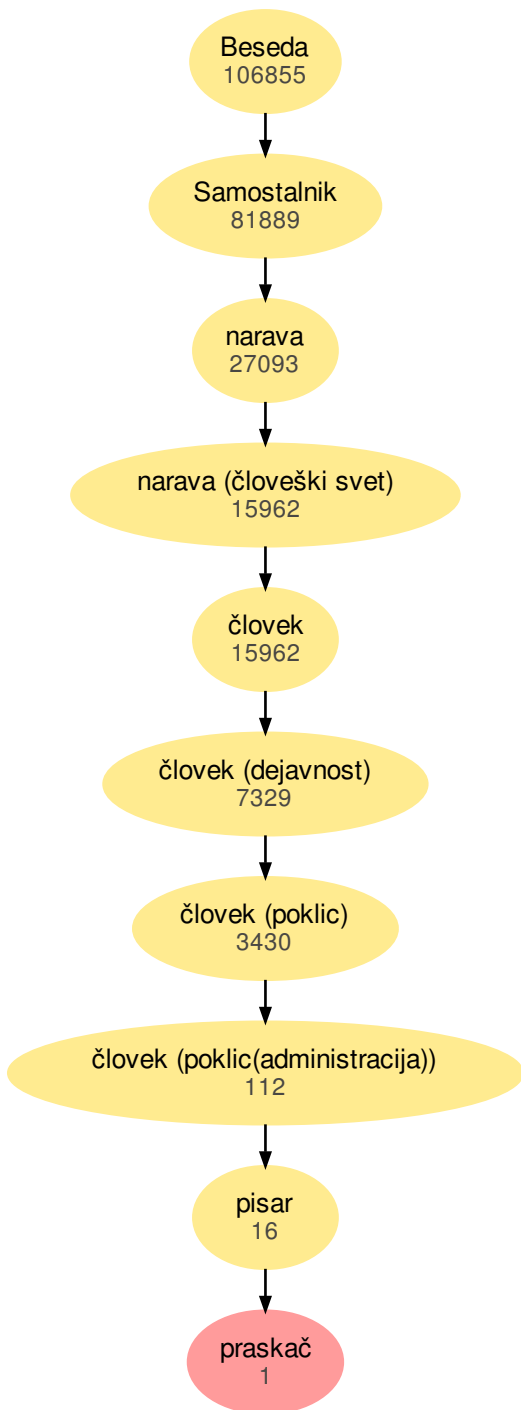 Beseda
106855
Samostalnik
81889
narava
27093
narava (človeški svet)
15962
človek
15962
človek (dejavnost)
7329
človek (poklic)
3430
človek (poklic(administracija))
112
pisar
16
praskač
1